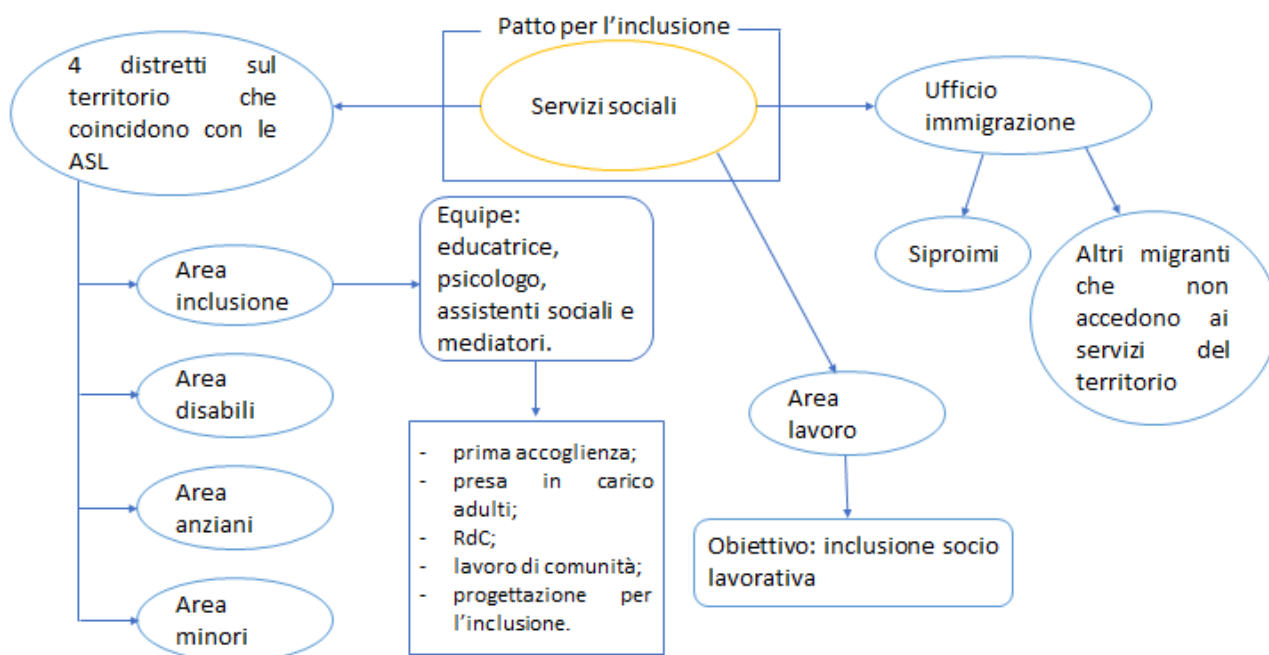 Patto per l'inclusione
4 distretti sul
territorio che
coincidono con le
ASL
Servizi sociali
Ufficio
immigrazione
Equipe:
educatrice,
psicologo,
assistenti sociali e
mediatori.
Siproimi
Altri migranti
che non
accedono ai
servizi del
territorio
Area
inclusione
Area
disabili
Area
lavoro
- prima accoglienza;
- presa in carico
adulti;
- RdC;
- lavoro di comunità;
- progettazione per
l'inclusione.
Area
anziani
Obiettivo: inclusione socio
lavorativa
Area
minori